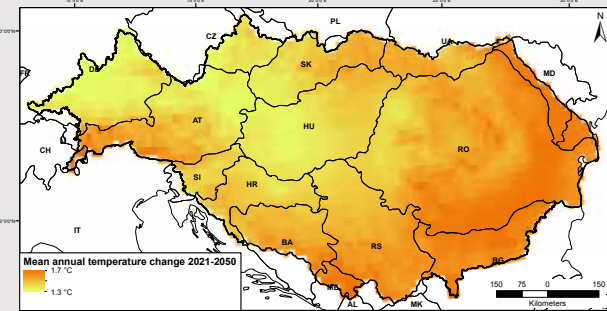 N
PL
CZ
UA
SK
DE
FR
MD
AT
HU
RO
CH
SI
HR
IT
BA
RS
BG
AL
MK
Mean annual temperature change 2021-2050
1.7 °C
1.3 °C
150 75 0 150
Kilometers